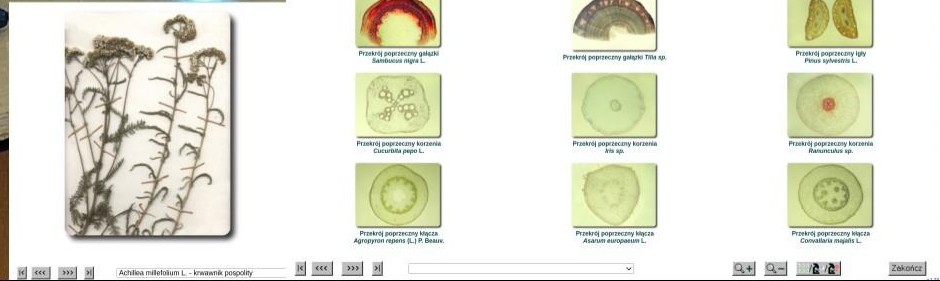 Przekrój poprzeczny gałązki
Sambucus nigra L.
Przekrój poprzeczny gałązki Tilia sp.
Przekrój poprzeczny igły
Pinus sylvestris L.
Przekrój poprzeczny korzenia
Cucurbita pepo L.
Przekrój poprzeczny korzenia
Iris sp.
Przekrój poprzeczny korzenia
Ranunculus sp.
Przekrój poprzeczny kłącza
Agropyron repens (L.) P. Beauv.
Przekrój poprzeczny kłącza
Asarum europaeum L.
Przekrój poprzeczny kłącza
Convallaria majalis L.
Achillea millefolium L. - krwawnik pospolity
Zakończ